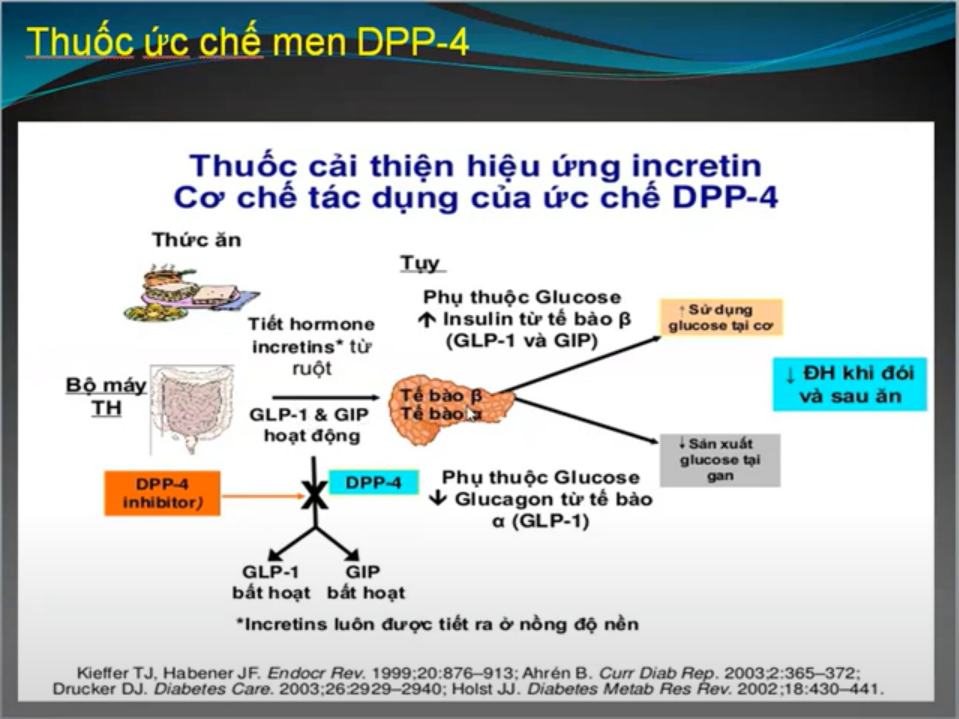 Thuốc ức chế men DPP-4
Thuốc cải thiện hiệu ứng incretin
Cơ chế tác dụng của ức chế DPP-4
Thức ăn
Tụy
Phụ thuộc Glucose
↑ Insulin từ tế bào β
(GLP-1 và GIP)
↑ Sử dụng
glucose tại cơ
Tiết hormone
incretins* từ
ruột
↓ ĐH khi đói
và sau ăn
Bộ máy
TH
Tế bào β
Tế bào α
GLP-1 & GIP
hoạt động
↓ Sản xuất
glucose tại
gan
DPP-4
inhibitor)
X
DPP-4
Phụ thuộc Glucose
↓ Glucagon từ tế bào
α (GLP-1)
GLP-1
bất hoạt
GIP
bất hoạt
*Incretins luôn được tiết ra ở nồng độ nền
Kieffer TJ, Habener JF. Endocr Rev. 1999;20:876–913; Ahrén B. Curr Diab Rep. 2003;2:365–372;
Drucker DJ. Diabetes Care. 2003;26:2929–2940; Holst JJ. Diabetes Metab Res Rev. 2002;18:430–441.